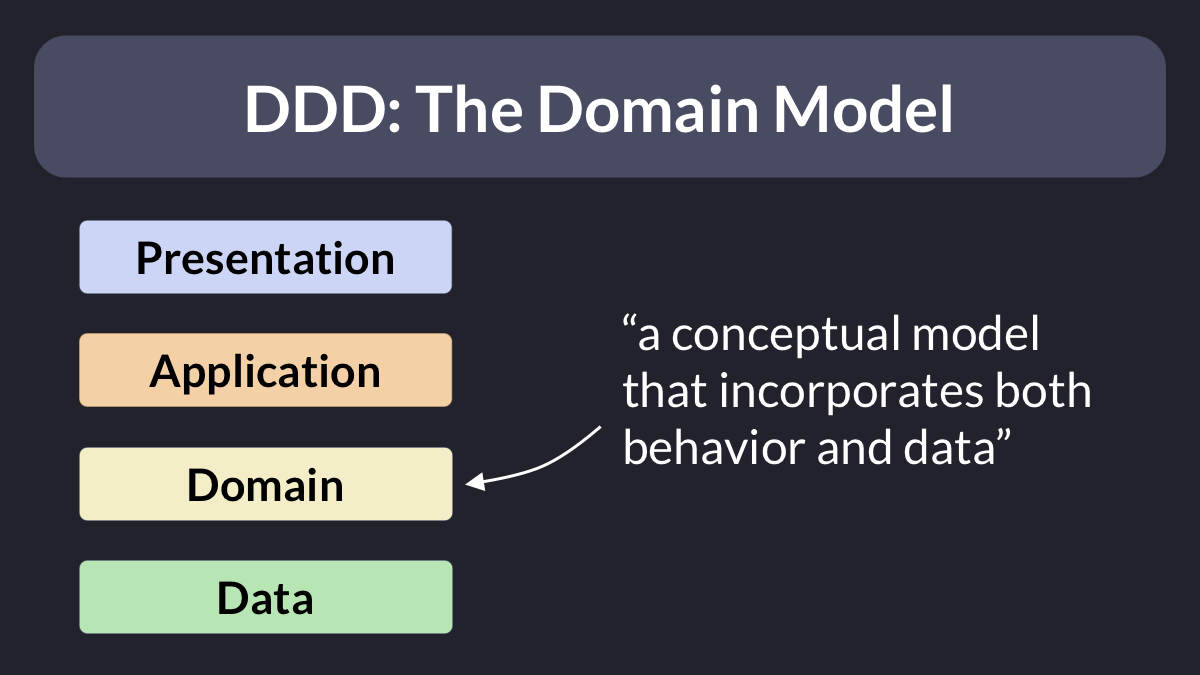 DDD: The Domain Model
Presentation
Application
Domain
Data
“a conceptual model
that incorporates both
behavior and data”